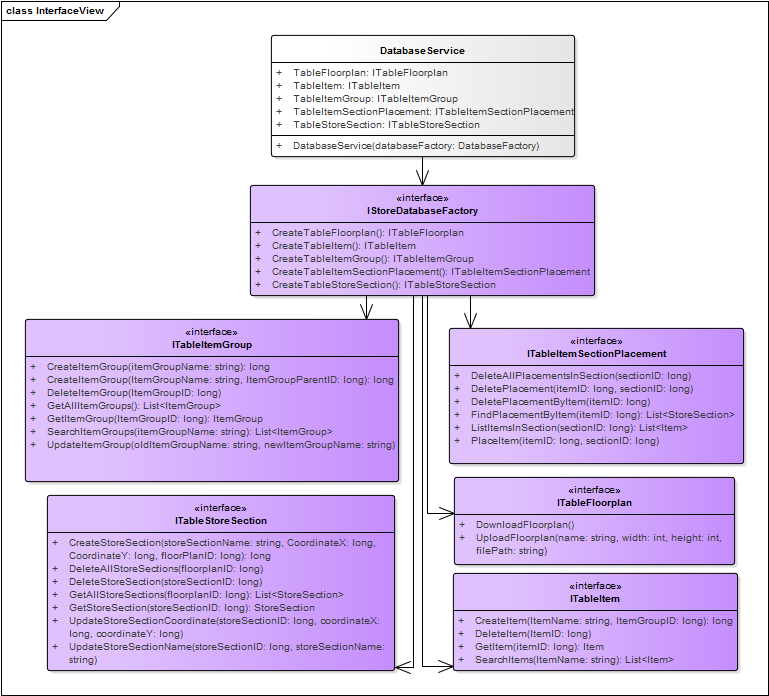 class InterfaceView
DatabaseService
+ TableFloorplan: ITableFloorplan
+ TableItem: ITableItem
+ TableItemGroup: ITableItemGroup
+ TableItemSectionPlacement: ITableItemSectionPlacement
+ TableStoreSection: ITableStoreSection
+ DatabaseService(databaseFactory: DatabaseFactory)
«interface»
IStoreDatabaseFactory
+ CreateTableFloorplan(): ITableFloorplan
+ CreateTableItem(): ITableItem
+ CreateTableItemGroup(): ITableItemGroup
+ CreateTableItemSectionPlacement(): ITableItemSectionPlacement
+ CreateTableStoreSection(): ITableStoreSection
«interface»
ITableItemGroup
+ CreateItemGroup(itemGroupName: string): long
+ CreateItemGroup(itemGroupName: string, ItemGroupParentID: long): long
+ DeleteItemGroup(ItemGroupID: long)
+ GetAllItemGroups(): List<ItemGroup>
+ GetItemGroup(ItemGroupID: long): ItemGroup
+ SearchItemGroups(itemGroupName: string): List<ItemGroup>
+ UpdateItemGroup(oldItemGroupName: string, newItemGroupName: string)
«interface»
ITableItemSectionPlacement
+ DeleteAllPlacementsInSection(sectionID: long)
+ DeletePlacement(itemID: long, sectionID: long)
+ DeletePlacementByItem(itemID: long)
+ FindPlacementByItem(itemID: long): List<StoreSection>
+ ListItemsInSection(sectionID: long): List<Item>
+ PlaceItem(itemID: long, sectionID: long)
«interface»
ITableStoreSection
+ CreateStoreSection(storeSectionName: string, CoordinateX: long,
CoordinateY: long, floorPlanID: long): long
+ DeleteAllStoreSections(floorplanID: long)
+ DeleteStoreSection(storeSectionID: long)
+ GetAllStoreSections(floorplanID: long): List<StoreSection>
+ GetStoreSection(storeSectionID: long): StoreSection
+ UpdateStoreSectionCoordinate(storeSectionID: long, coordinateX:
long, coordinateY: long)
+ UpdateStoreSectionName(storeSectionID: long, storeSectionName:
string)
«interface»
ITableFloorplan
+ DownloadFloorplan()
+ UploadFloorplan(name: string, width: int, height: int,
filePath: string)
«interface»
ITableItem
+ CreateItem(ItemName: string, ItemGroupID: long): long
+ DeleteItem(ItemID: long)
+ GetItem(itemID: long): Item
+ SearchItems(ItemName: string): List<Item>